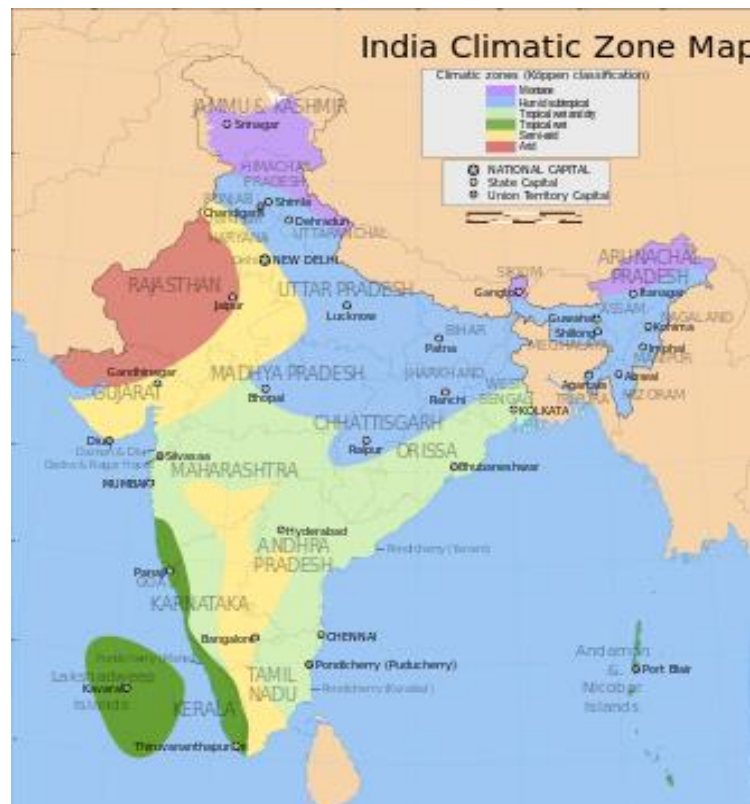 India Climatic Zone Map
Climatic zones (Köppen classification)
Montane
Humid subtropical
Tropical wet and dry
Tropical wet
Semi-arid
Arid
NATIONAL CAPITAL
State Capital
Union Territory Capital
JAMMU & KASHMIR
Srinagar
HIMACHAL
PRADESH
PUNJAB
Shimla
Chandigarh
Dehradun
UTTARANCHAL
HARYANA
Delhi
NEW DELHI
ARUNACHAL
PRADESH
RAJASTHAN
SIKKIM
UTTAR PRADESH
Gangtok
Itanagar
Jaipur
Lucknow
ASSAM
Guwahati
NAGALAND
BIHAR
Shillong
Kohima
Patna
MEGHALAYA
Imphal
MANIPUR
Gandhinagar
MADHYA PRADESH
JHARKHAND
Agartala
Aizawl
GUJARAT
Bhopal
Ranchi
WEST
BENGAL
TRIPURA
MIZORAM
KOLKATA
CHHATTISGARH
Diu
Raipur
ORISSA
Daman & Diu
Silvassa
Dadra & Nagar Haveli
MAHARASHTRA
Bhubaneshwar
MUMBAI
Hyderabad
ANDHRA
PRADESH
Pondicherry (Yanam)
Panaji
GOA
KARNATAKA
Bangalore
CHENNAI
Pondicherry (Mahe)
Pondicherry (Puducherry)
Andaman
&
Nicobar
Islands
Port Blair
Lakshadweep
Islands
Kavarati
TAMIL
NADU
Pondicherry (Karaikal)
KERALA
Thiruvananthapuram